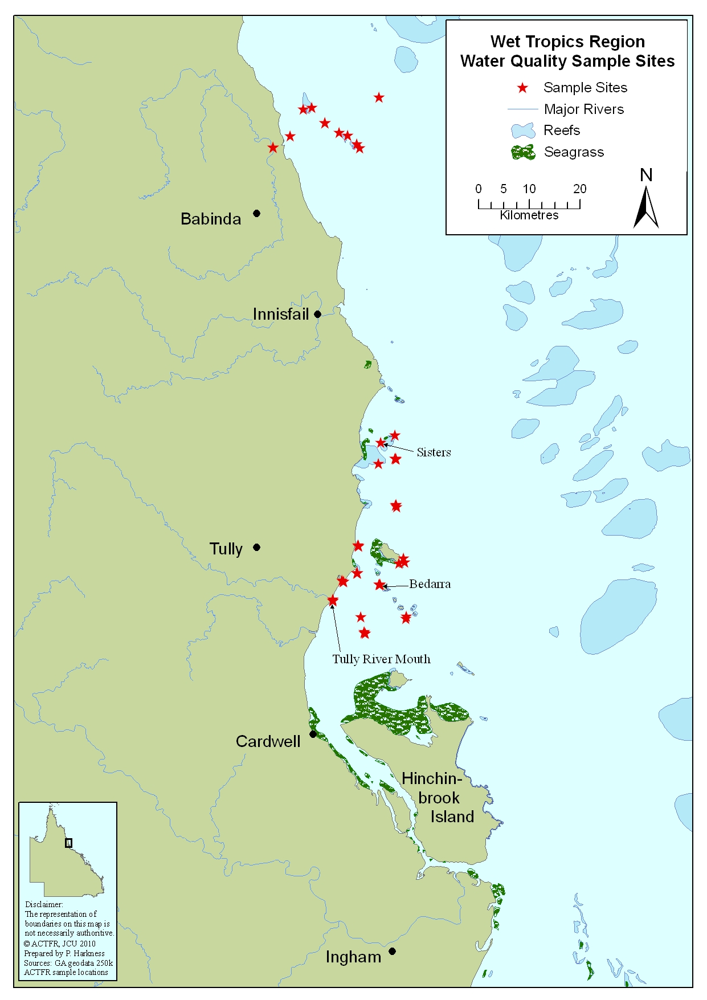 Wet Tropics Region
Water Quality Sample Sites
Sample Sites
Major Rivers
Reefs
Seagrass
N
0 5 10 20
Kilometres
Babinda
Innisfail
Sisters
Tully
Bedarra
Tully River Mouth
Cardwell
Hinchin-
brook
Island
Ingham
Disclaimer:
The representation of
boundaries on this map is
not necessarily authoritive.
© ACTFR, JCU 2010
Prepared by P. Harkness
Sources: GA geodata 250k
ACTFR sample locations